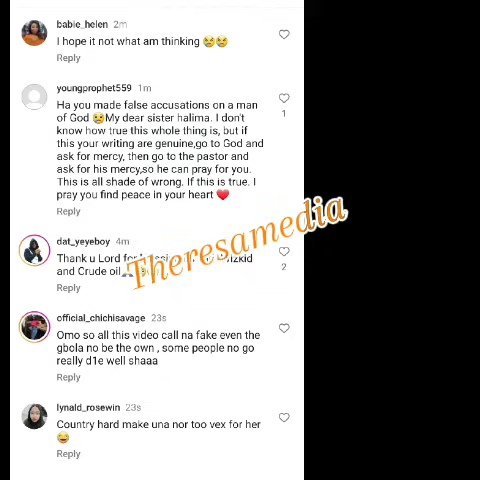 babie_helen 2m
I hope it not what am thinking 😢😢
Reply
youngprophet559 1m
Ha you made false accusations on a man
of God 😢My dear sister halima. I don't
know how true this whole thing is, but if
this your writing are genuine,go to God and
ask for mercy, then go to the pastor and
ask for his mercy,so he can pray for you.
This is all shade of wrong. If this is true. I
pray you find peace in your heart ❤️
1
Reply
Theresamedia
dat_yeyeboy 4m
Thank u Lord for
and Crude oil
2
Reply
official_chichisavage 23s
Omo so all this video call na fake even the
gbola no be the own , some people no go
really d1e well shaaa
Reply
lynald_rosewin 23s
Country hard make una nor too vex for her
😂
Reply